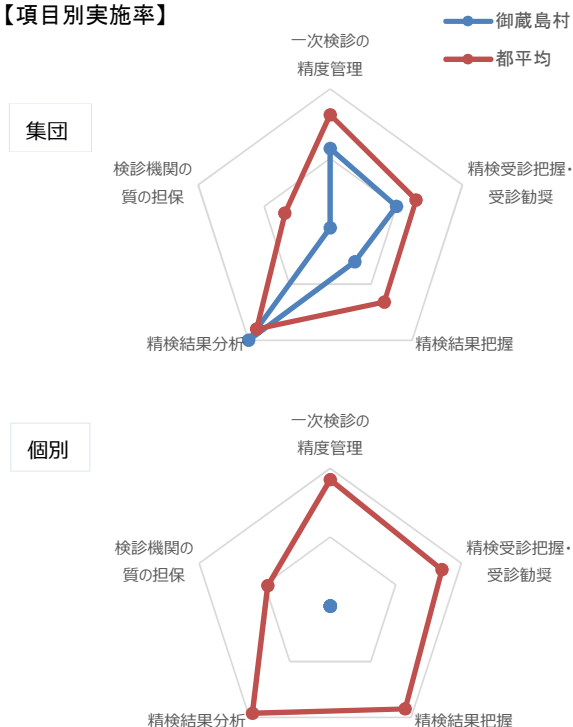 【項目別実施率】
御蔵島村
都平均
集団
一次検診の
精度管理
精検受診把握・
受診勧奨
精検結果把握
精検結果分析
検診機関の
質の担保
個別
一次検診の
精度管理
精検受診把握・
受診勧奨
精検結果把握
精検結果分析
検診機関の
質の担保